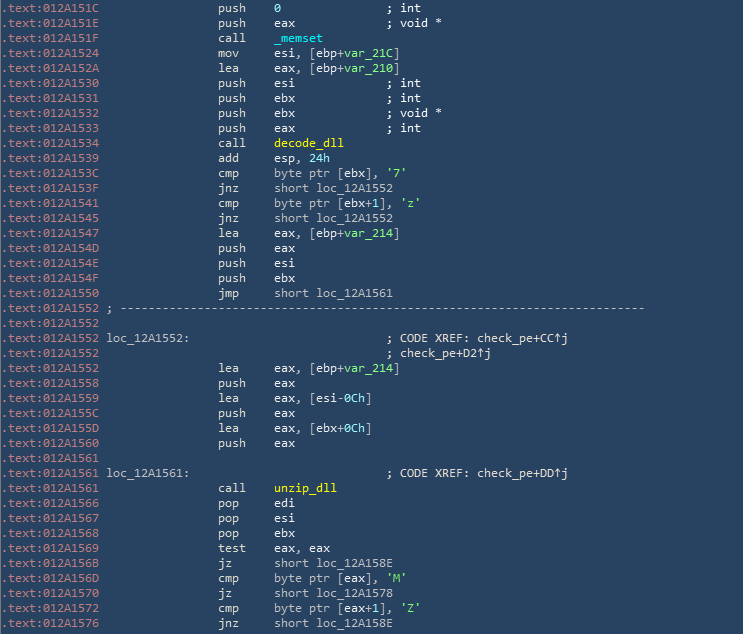 .text:012A151C push 0 ; int
.text:012A151E push eax ; void *
.text:012A151F call _memset
.text:012A1524 mov esi, [ebp+var_21C]
.text:012A152A lea eax, [ebp+var_210]
.text:012A1530 push esi ; int
.text:012A1531 push ebx ; int
.text:012A1532 push ebx ; void *
.text:012A1533 push eax ; int
.text:012A1534 call decode_dll
.text:012A1539 add esp, 24h
.text:012A153C cmp byte ptr [ebx], '7'
.text:012A153F jnz short loc_12A1552
.text:012A1541 cmp byte ptr [ebx+1], 'z'
.text:012A1545 jnz short loc_12A1552
.text:012A1547 lea eax, [ebp+var_214]
.text:012A154D push eax
.text:012A154E push esi
.text:012A154F push ebx
.text:012A1550 jmp short loc_12A1561
.text:012A1552 ; ---------------------------------------------------------------------------
.text:012A1552
.text:012A1552 loc_12A1552: ; CODE XREF: check_pe+CC↑j
.text:012A1552 ; check_pe+D2↑j
.text:012A1552 lea eax, [ebp+var_214]
.text:012A1558 push eax
.text:012A1559 lea eax, [esi-0Ch]
.text:012A155C push eax
.text:012A155D lea eax, [ebx+0Ch]
.text:012A1560 push eax
.text:012A1561
.text:012A1561 loc_12A1561: ; CODE XREF: check_pe+DD↑j
.text:012A1561 call unzip_dll
.text:012A1566 pop edi
.text:012A1567 pop esi
.text:012A1568 pop ebx
.text:012A1569 test eax, eax
.text:012A156B jz short loc_12A158E
.text:012A156D cmp byte ptr [eax], 'M'
.text:012A1570 jz short loc_12A1578
.text:012A1572 cmp byte ptr [eax+1], 'Z'
.text:012A1576 jnz short loc_12A158E